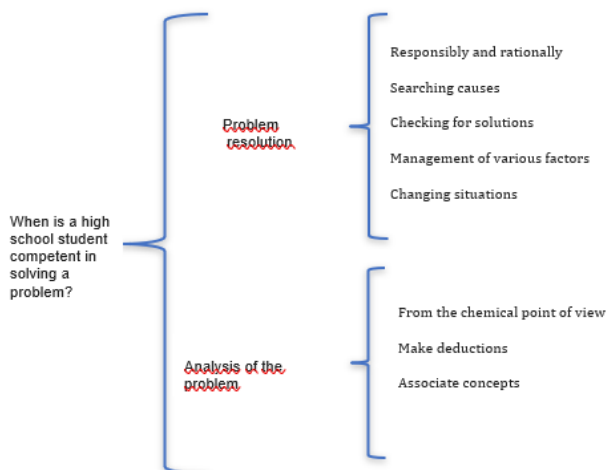 When is a high
school student
competent in
solving a
problem?
Problem
resolution
Responsibly and rationally
Searching causes
Checking for solutions
Management of various factors
Changing situations
Analysis of the
problem
From the chemical point of view
Make deductions
Associate concepts